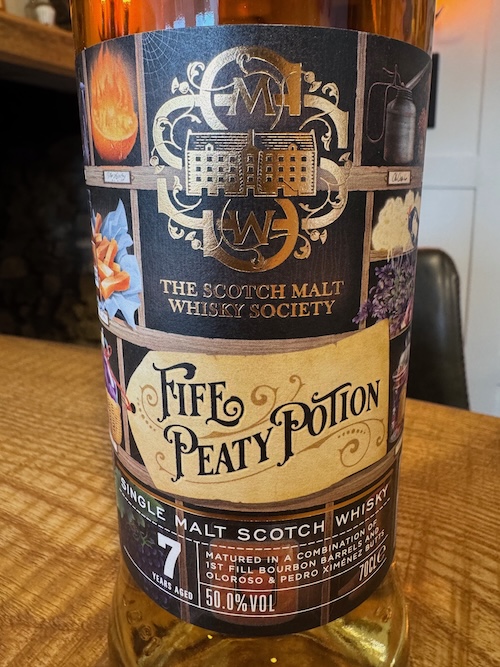 M
W
THE SCOTCH MALT
WHISKY SOCIETY
FIFE
PEATY POTION
SINGLE MALT SCOTCH WHISKY
7
YEARS AGED
MATURED IN A COMBINATION OF
1ST FILL BOURBON BARRELS AND
OLOROSO & PEDRO XIMÉNEZ BUTTS
50.0%VOL
70CL℮